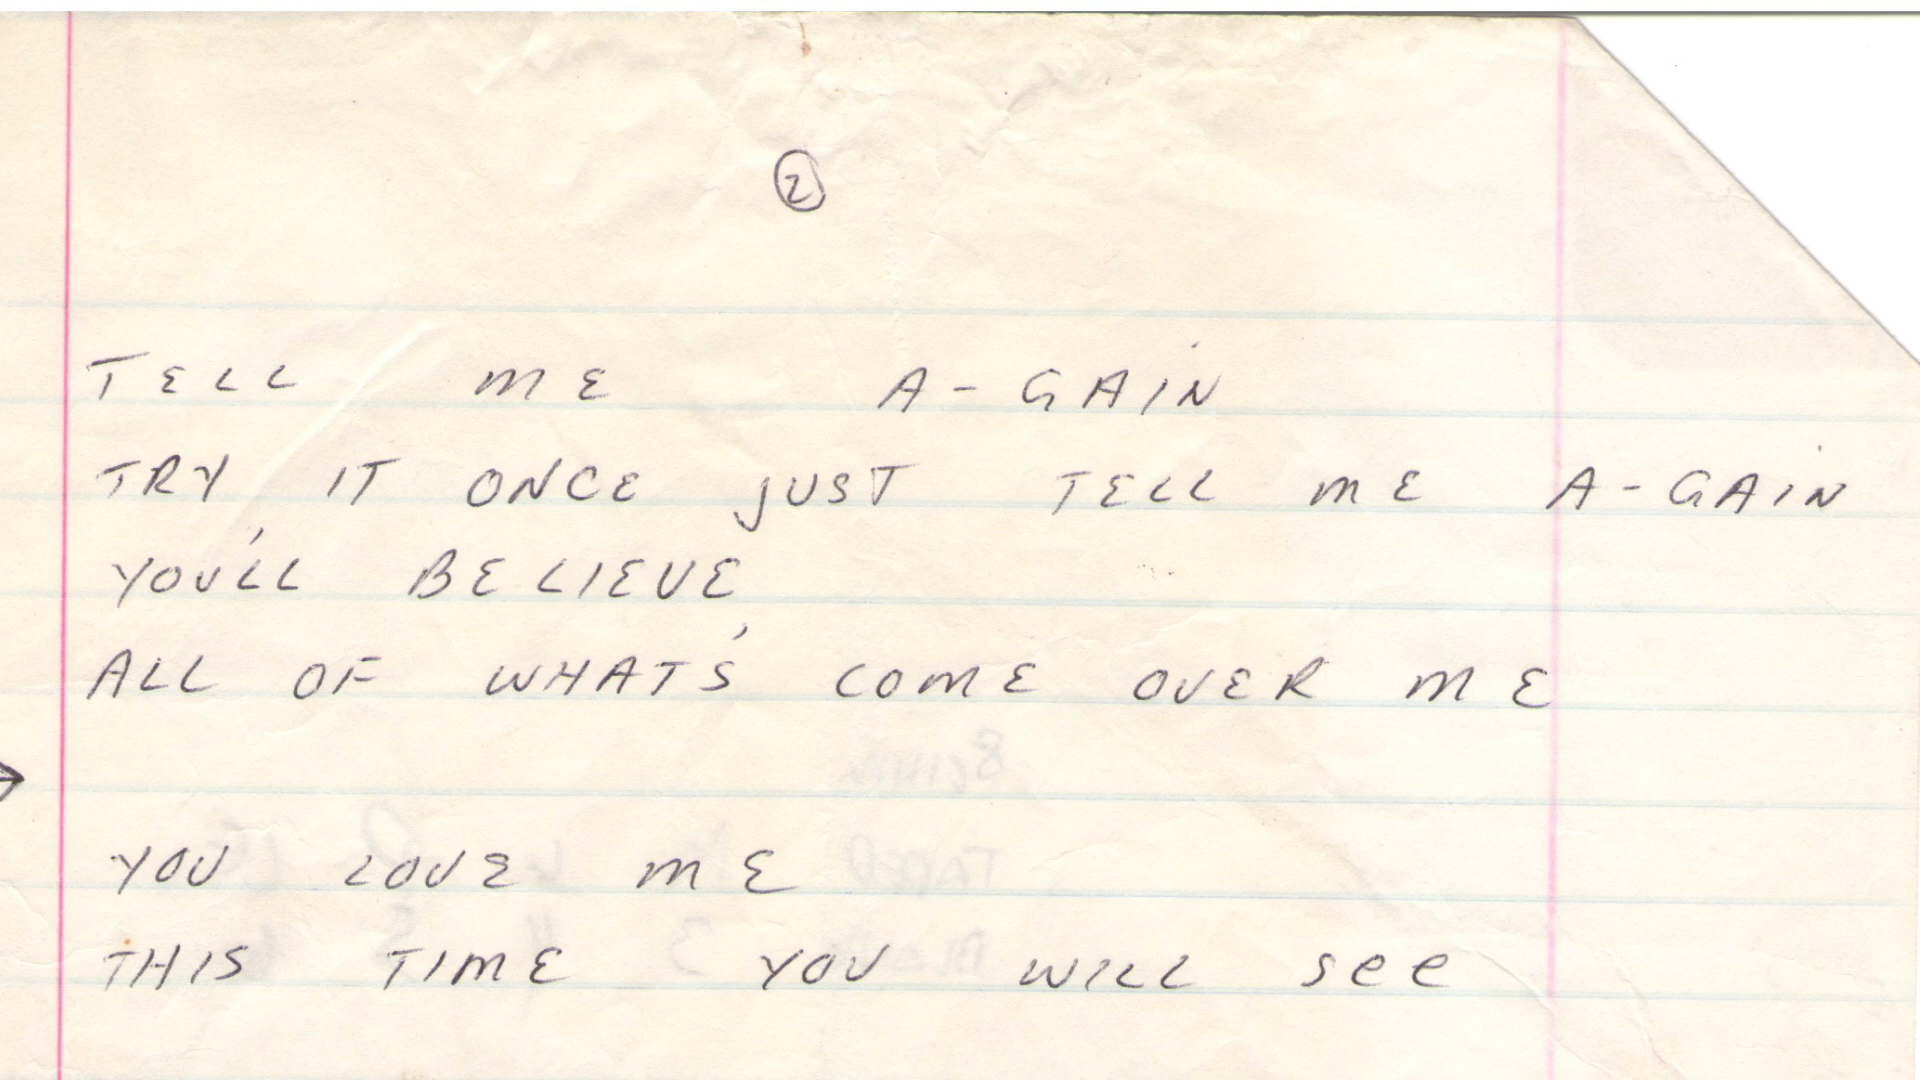 2
TELL ME A-GAIN
TRY IT ONCE JUST TELL ME A-GAIN
YOU'LL BELIEVE
ALL OF WHAT'S COME OVER ME
YOU LOVE ME
THIS TIME YOU WILL see